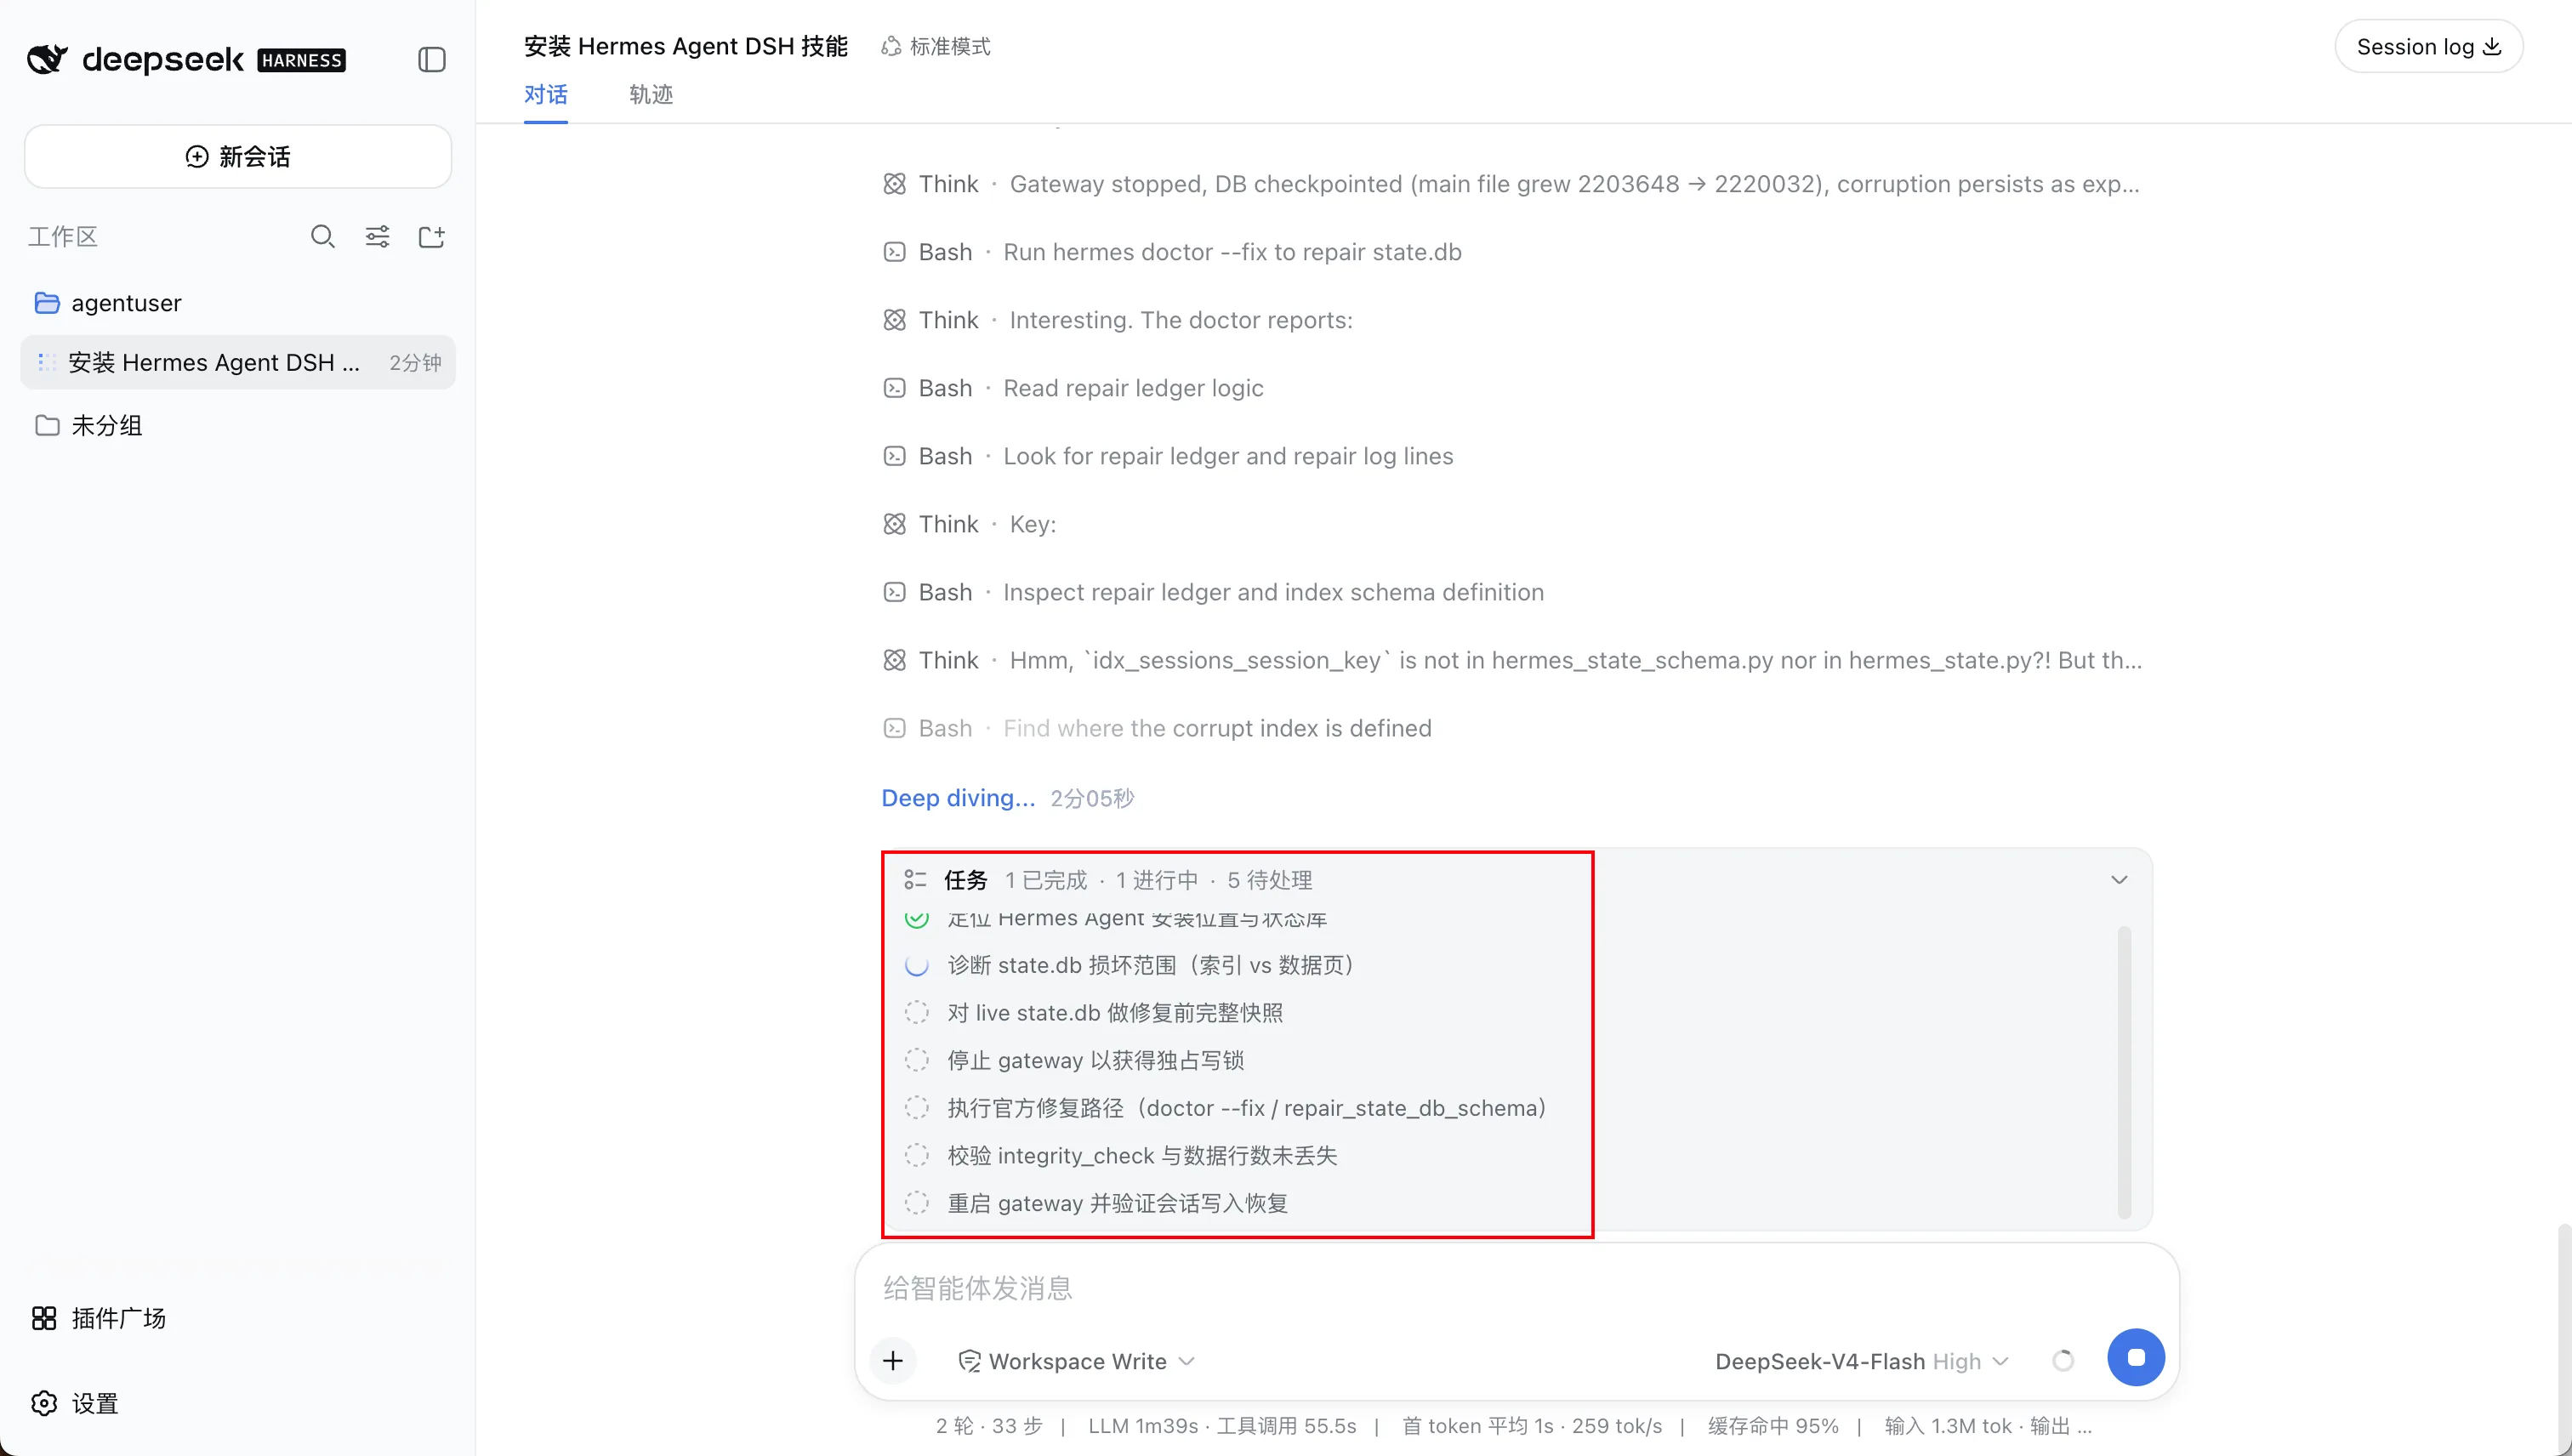 deepseek HARNESS
新会话
工作区
agentuser
安装 Hermes Agent DSH ... 2分钟
未分组
插件广场
设置
安装 Hermes Agent DSH 技能 标准模式
Session log
对话 轨迹
Think · Gateway stopped, DB checkpointed (main file grew 2203648 → 2220032), corruption persists as exp...
Bash · Run hermes doctor --fix to repair state.db
Think · Interesting. The doctor reports:
Bash · Read repair ledger logic
Bash · Look for repair ledger and repair log lines
Think · Key:
Bash · Inspect repair ledger and index schema definition
Think · Hmm, `idx_sessions_session_key` is not in hermes_state_schema.py nor in hermes_state.py?! But th...
Bash · Find where the corrupt index is defined
Deep diving... 2分05秒
任务 1 已完成 · 1 进行中 · 5 待处理
定位 Hermes Agent 安装位置与状态库
诊断 state.db 损坏范围（索引 vs 数据页）
对 live state.db 做修复前完整快照
停止 gateway 以获得独占写锁
执行官方修复路径（doctor --fix / repair_state_db_schema）
校验 integrity_check 与数据行数未丢失
重启 gateway 并验证会话写入恢复
给智能体发消息
Workspace Write
DeepSeek-V4-Flash High
2 轮 · 33 步 | LLM 1m39s · 工具调用 55.5s | 首 token 平均 1s · 259 tok/s | 缓存命中 95% | 输入 1.3M tok · 输出 ...